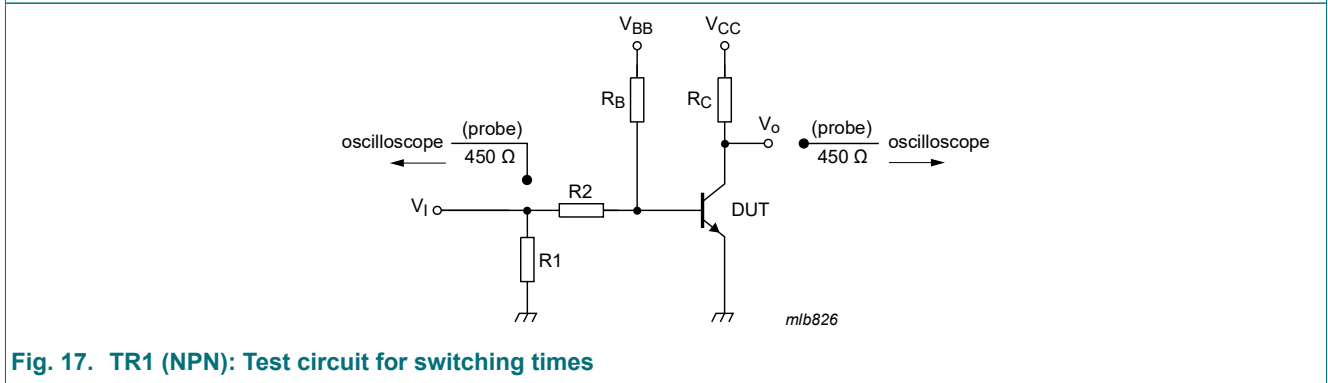 VBB
VCC
RB
RC
Vo
oscilloscope
(probe)
450 Ω
(probe)
450 Ω
oscilloscope
R2
VI
DUT
R1
mlb826
Fig. 17. TR1 (NPN): Test circuit for switching times